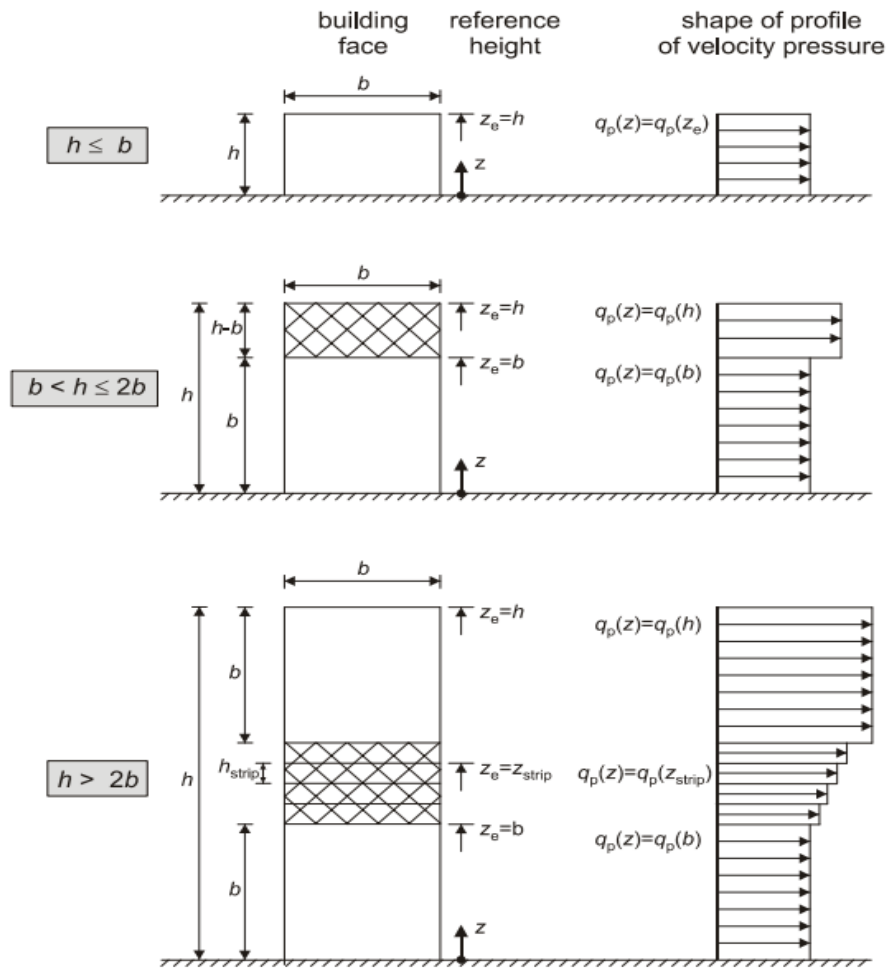 building face
reference height
shape of profile of velocity pressure
h ≤ b
b
h
z_e=h
z
q_p(z)=q_p(z_e)
b < h ≤ 2b
b
h-b
h
b
z_e=h
z_e=b
z
q_p(z)=q_p(h)
q_p(z)=q_p(b)
h > 2b
b
h
b
h_strip
b
z_e=h
z_e=z_strip
z_e=b
z
q_p(z)=q_p(h)
q_p(z)=q_p(z_strip)
q_p(z)=q_p(b)